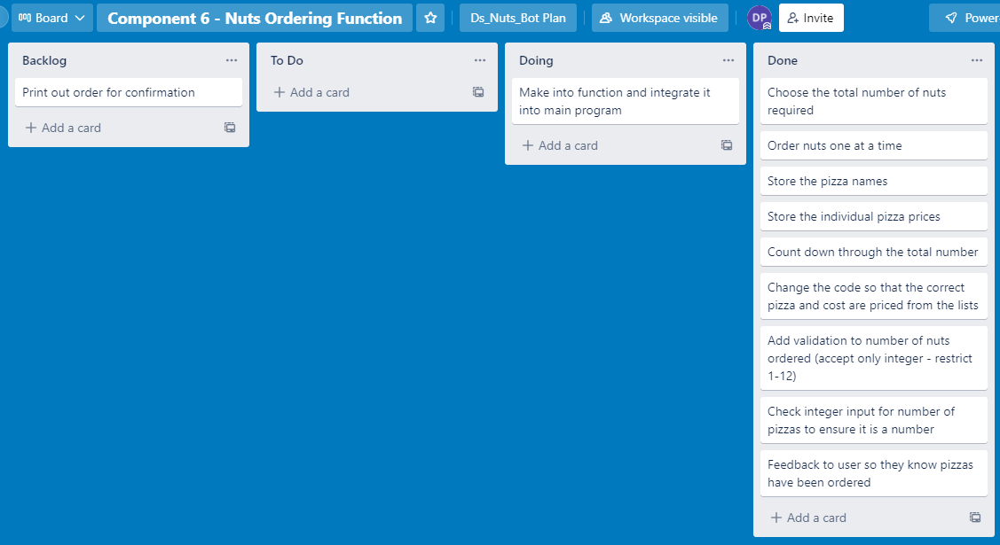 Board
Component 6 - Nuts Ordering Function
Ds_Nuts_Bot Plan
Workspace visible
DP
Invite
Power-
Backlog
Print out order for confirmation
+ Add a card
To Do
+ Add a card
Doing
Make into function and integrate it
into main program
+ Add a card
Done
Choose the total number of nuts
required
Order nuts one at a time
Store the pizza names
Store the individual pizza prices
Count down through the total number
Change the code so that the correct
pizza and cost are priced from the lists
Add validation to number of nuts
ordered (accept only integer - restrict
1-12)
Check integer input for number of
pizzas to ensure it is a number
Feedback to user so they know pizzas
have been ordered
+ Add a card